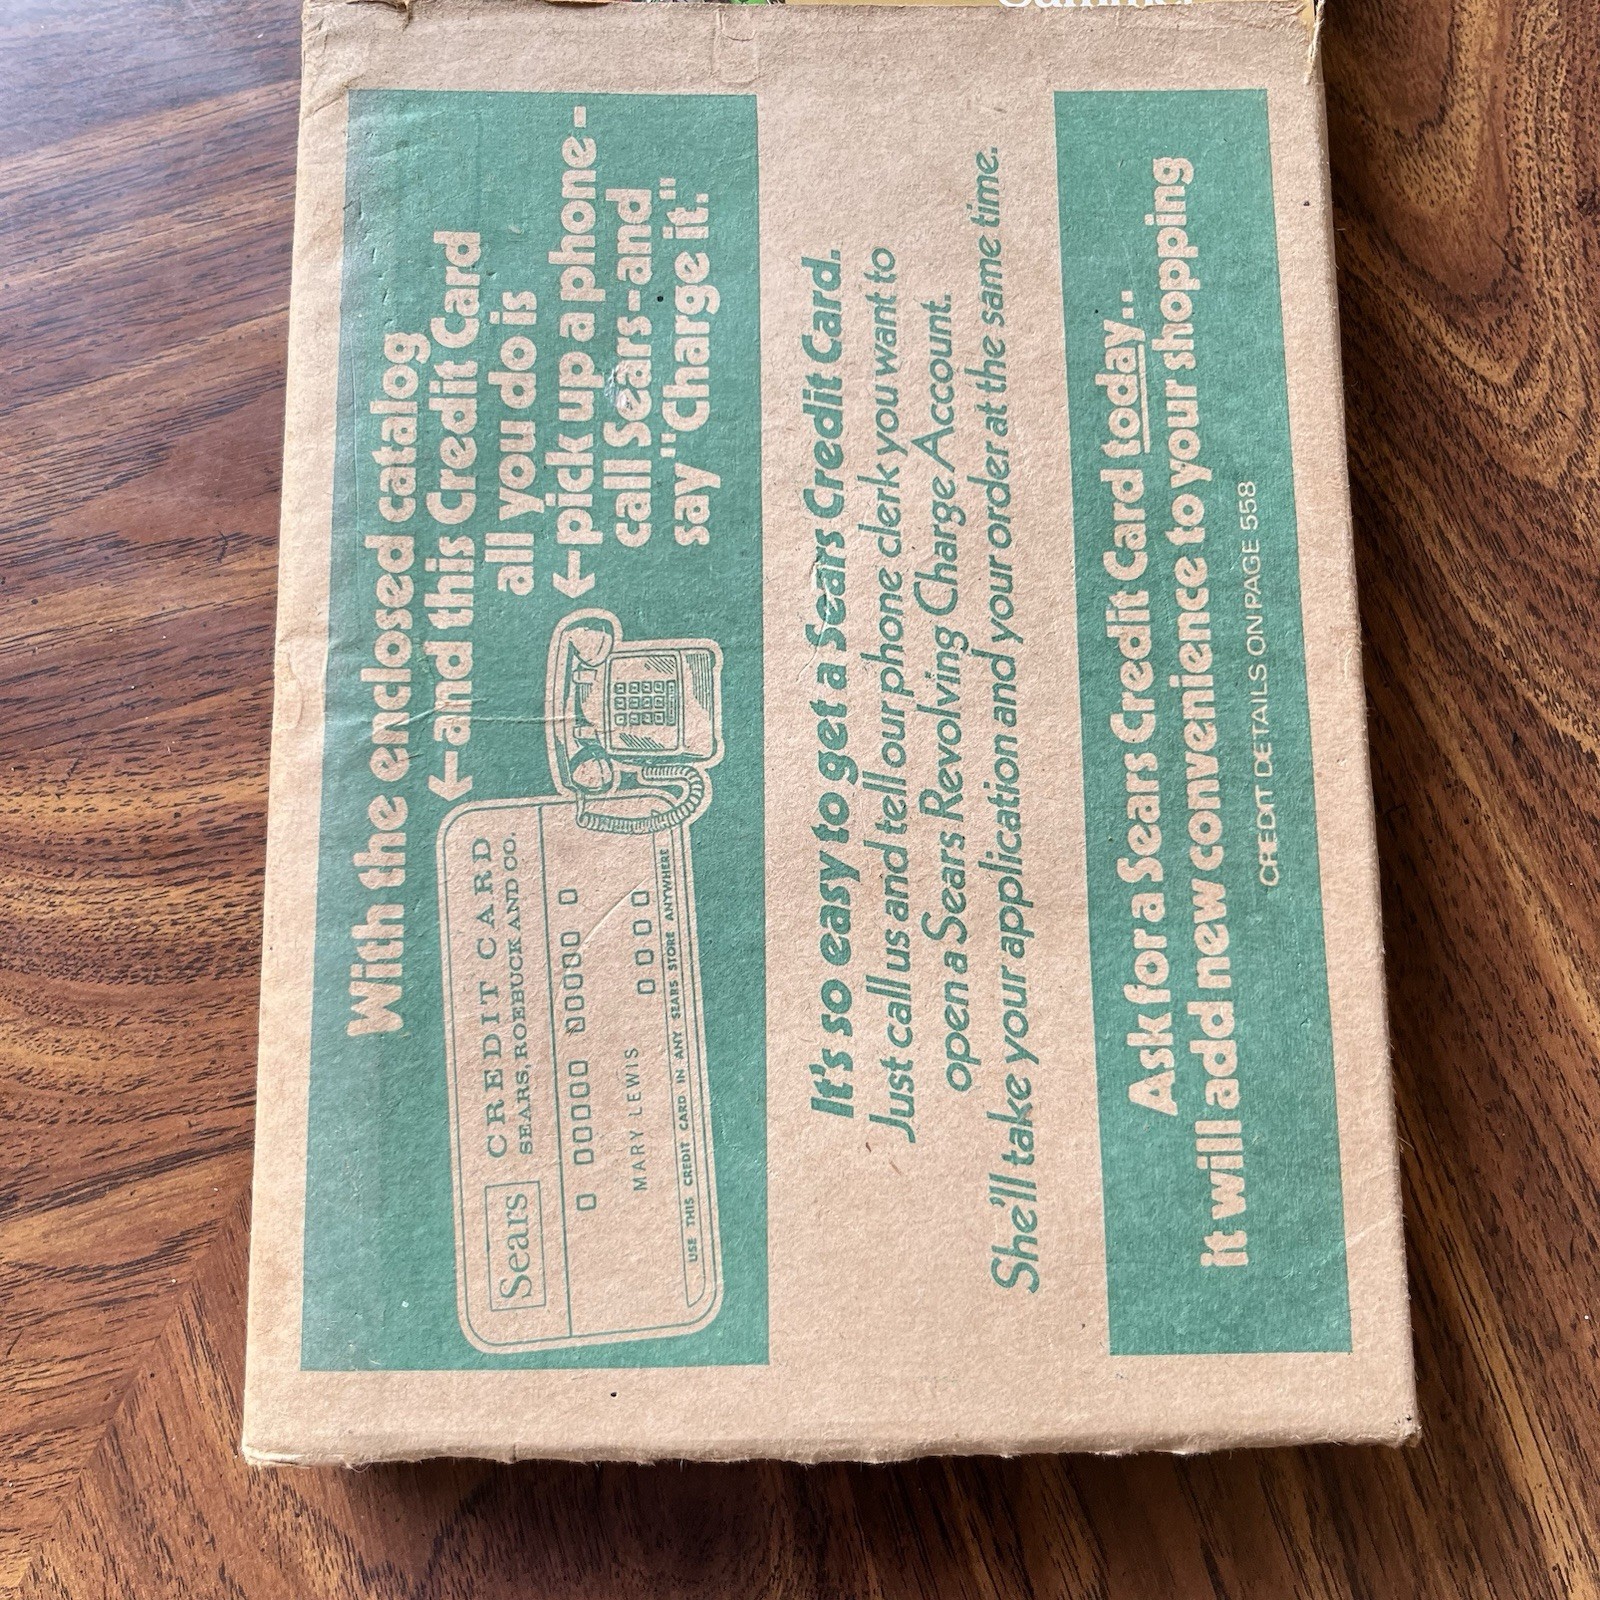 Summer
With the enclosed catalog
←and this Credit Card
all you do is
←pick up a phone-
call Sears-and
say "Charge it."
Sears
CREDIT CARD
SEARS, ROEBUCK AND CO.
0 00000 00000 0
MARY LEWIS
0000
USE THIS CREDIT CARD IN ANY SEARS STORE ANYWHERE
It's so easy to get a Sears Credit Card.
Just call us and tell our phone clerk you want to
open a Sears Revolving Charge Account.
She'll take your application and your order at the same time.
Ask for a Sears Credit Card today..
it will add new convenience to your shopping
CREDIT DETAILS ON PAGE 558